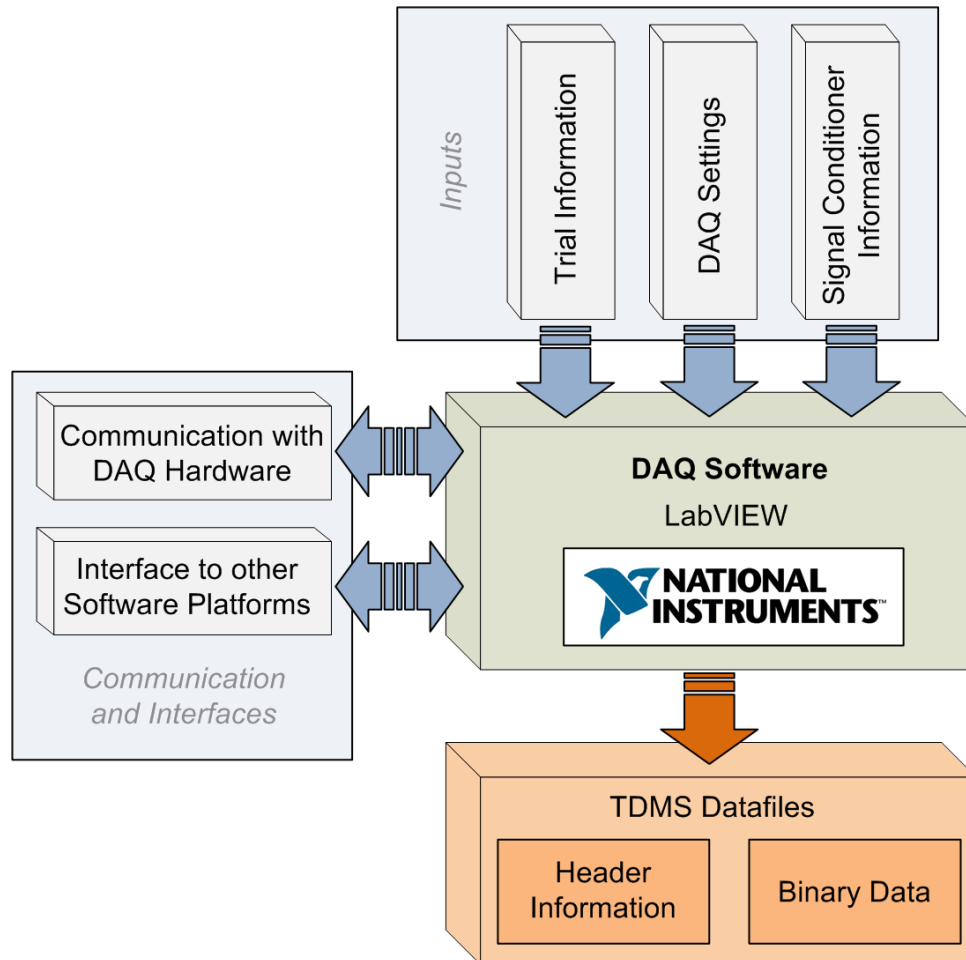 Inputs
Trial Information
DAQ Settings
Signal Conditioner
Information
Communication with
DAQ Hardware
Interface to other
Software Platforms
Communication
and Interfaces
DAQ Software
LabVIEW
NATIONAL
INSTRUMENTS™
TDMS Datafiles
Header
Information
Binary Data